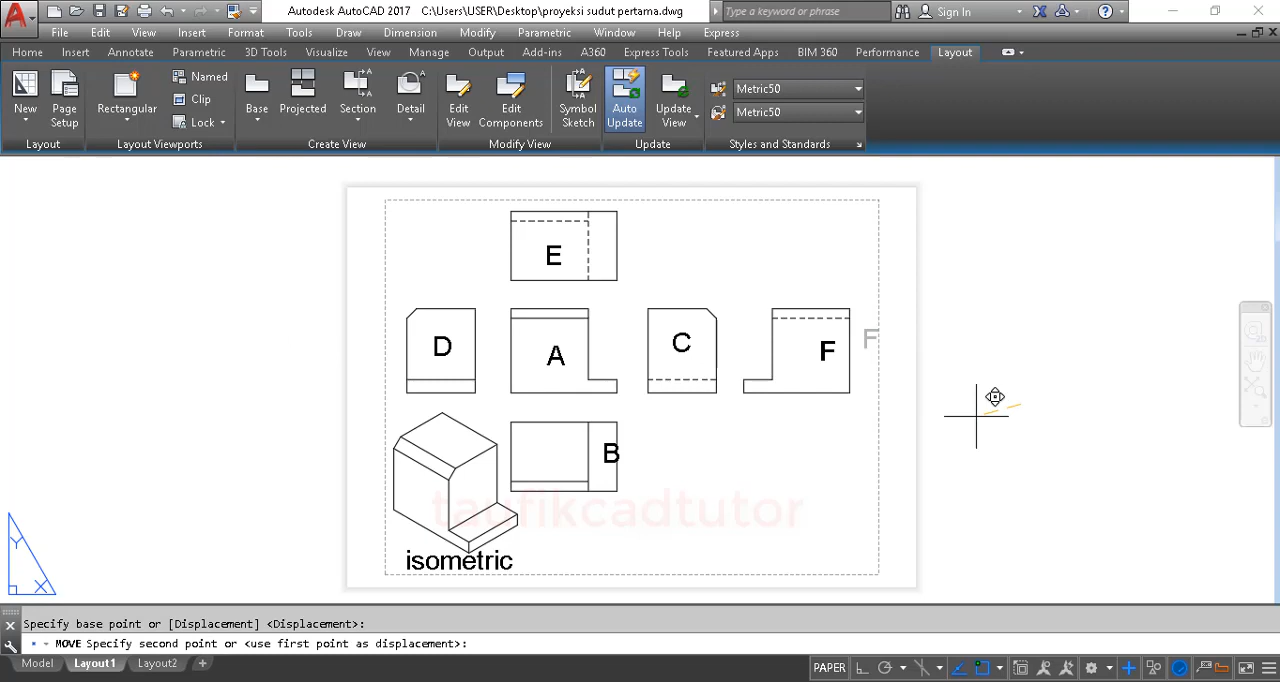 Autodesk AutoCAD 2017 C:\Users\USER\Desktop\proyeksi sudut pertama.dwg
Type a keyword or phrase
Sign In
File Edit View Insert Format Tools Draw Dimension Modify Parametric Window Help Express
Home Insert Annotate Parametric 3D Tools Visualize View Manage Output Add-ins A360 Express Tools Featured Apps BIM 360 Performance Layout
New
Page Setup
Layout
Rectangular
Named
Clip
Lock
Layout Viewports
Base
Projected
Section
Detail
Create View
Edit View
Edit Components
Modify View
Symbol Sketch
Auto Update
Update View
Update
Metric50
Metric50
Styles and Standards
E
D
A
C
F
F
B
taufikcadtutor
isometric
Y
X
Specify base point or [Displacement] <Displacement>:
MOVE Specify second point or <use first point as displacement>:
Model Layout1 Layout2 +
PAPER